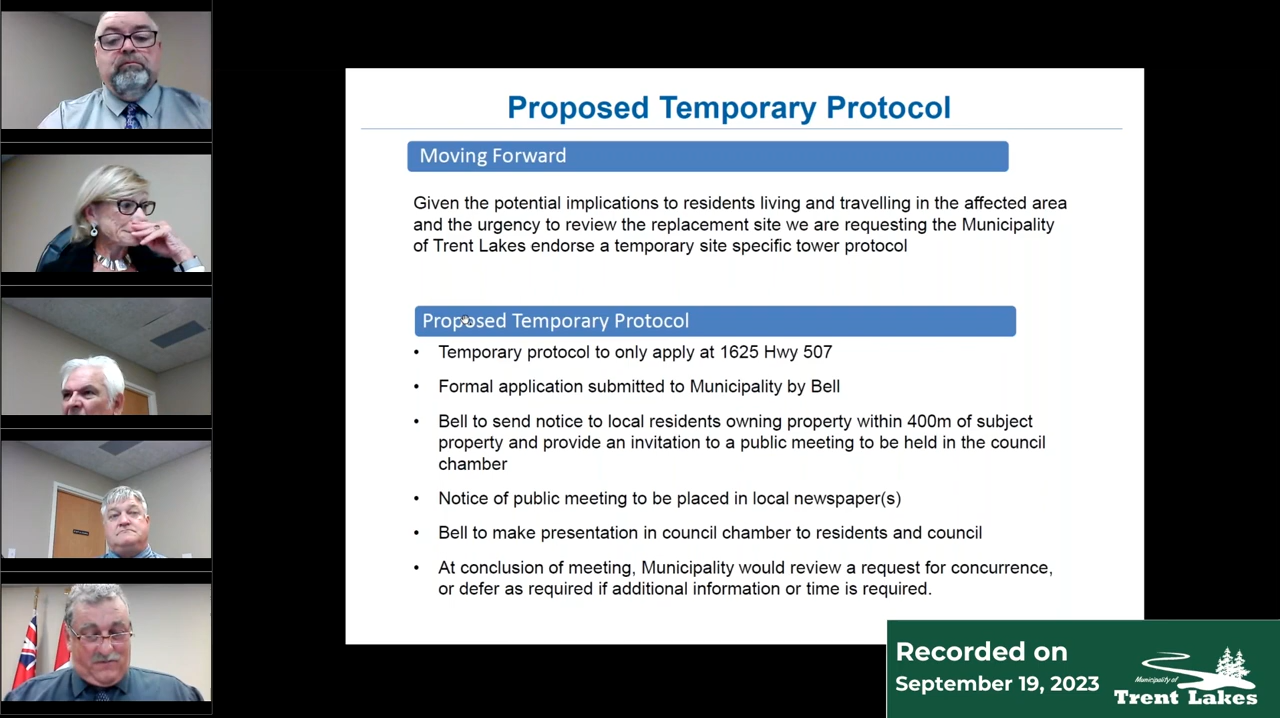 Proposed Temporary Protocol
Moving Forward
Given the potential implications to residents living and travelling in the affected area
and the urgency to review the replacement site we are requesting the Municipality
of Trent Lakes endorse a temporary site specific tower protocol
Proposed Temporary Protocol
• Temporary protocol to only apply at 1625 Hwy 507
• Formal application submitted to Municipality by Bell
• Bell to send notice to local residents owning property within 400m of subject
property and provide an invitation to a public meeting to be held in the council
chamber
• Notice of public meeting to be placed in local newspaper(s)
• Bell to make presentation in council chamber to residents and council
• At conclusion of meeting, Municipality would review a request for concurrence,
or defer as required if additional information or time is required.
Recorded on
September 19, 2023
Municipality of
Trent Lakes